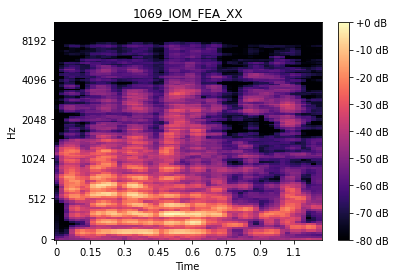 1069_IOM_FEA_XX
+0 dB
8192
-10 dB
4096
-20 dB
-30 dB
2048
Hz
-40 dB
1024
-50 dB
512
-60 dB
-70 dB
0
-80 dB
0 0.15 0.3 0.45 0.6 0.75 0.9 1.1
Time